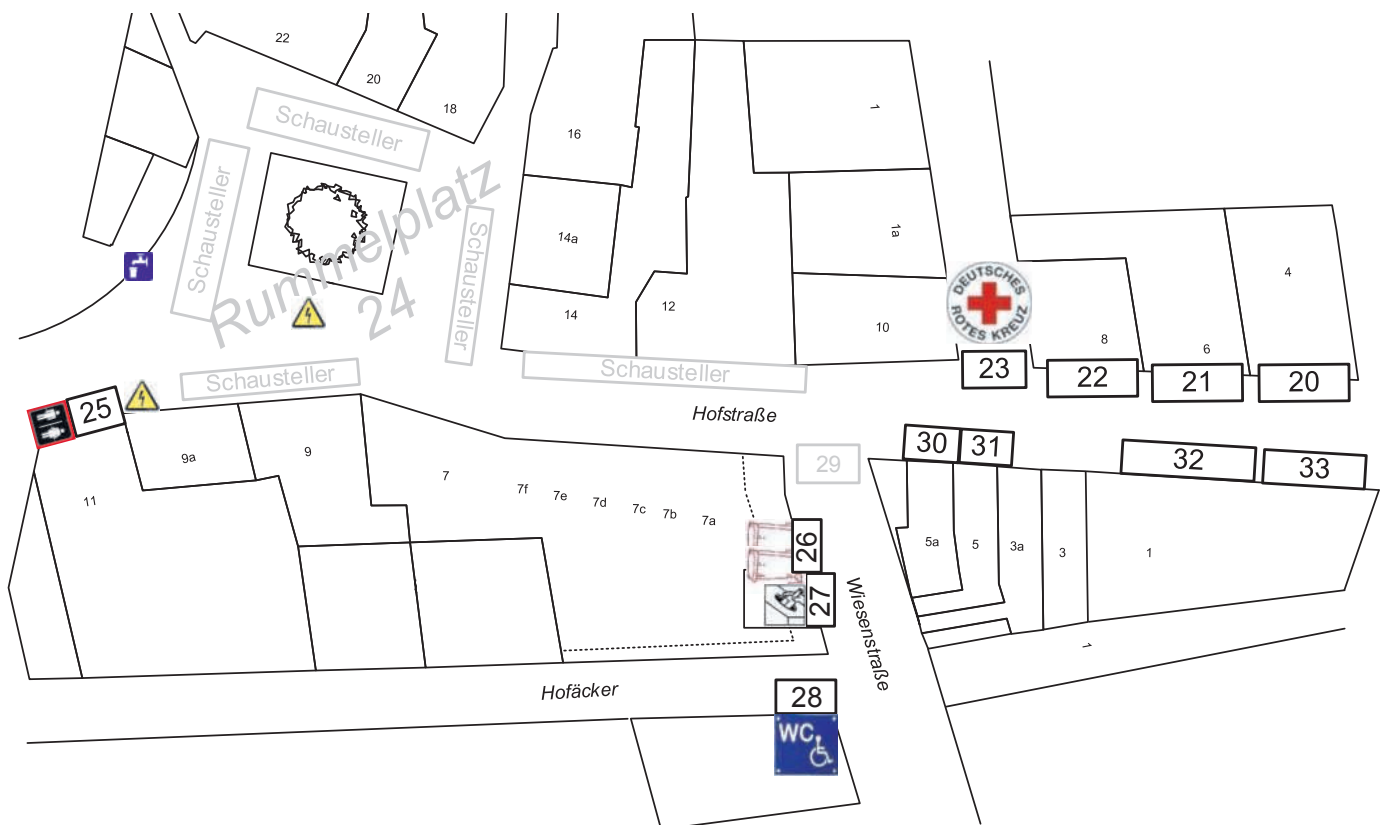 22
20
18
Schausteller
16
1
Schausteller
Rummelplatz
24
Schausteller
14a
1a
4
DEUTSCHES
ROTES KREUZ
14
12
10
8
6
Schausteller
Schausteller
23
22
21
20
25
Hofstraße
30
31
32
33
29
9a
9
11
7
7f
7e
7d
7c
7b
7a
26
27
5a
5
3a
3
1
Wiesenstraße
1
Hofäcker
28
WC